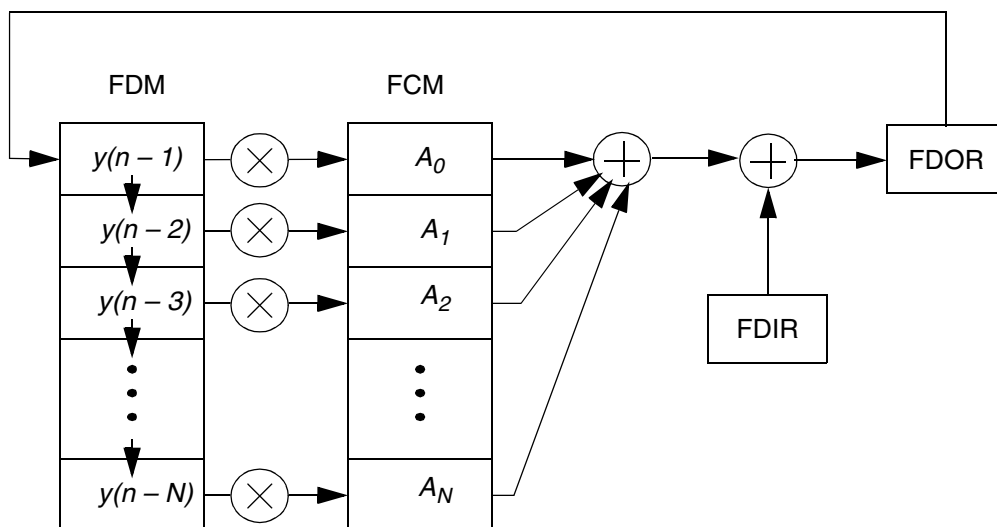 FDM FCM
y(n – 1) A0 FDOR
y(n – 2) A1
y(n – 3) A2
FDIR
y(n – N) AN